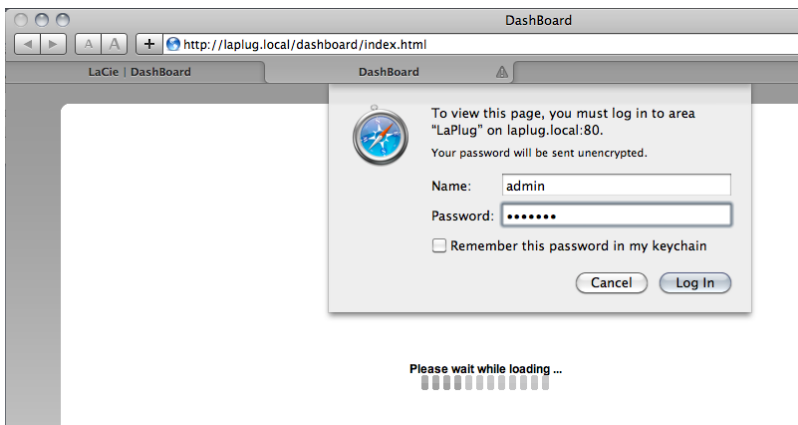 DashBoard
A A + http://laplug.local/dashboard/index.html
LaCie | DashBoard DashBoard
To view this page, you must log in to area
"LaPlug" on laplug.local:80.
Your password will be sent unencrypted.
Name: admin
Password: •••••••
Remember this password in my keychain
Cancel Log In
Please wait while loading ...